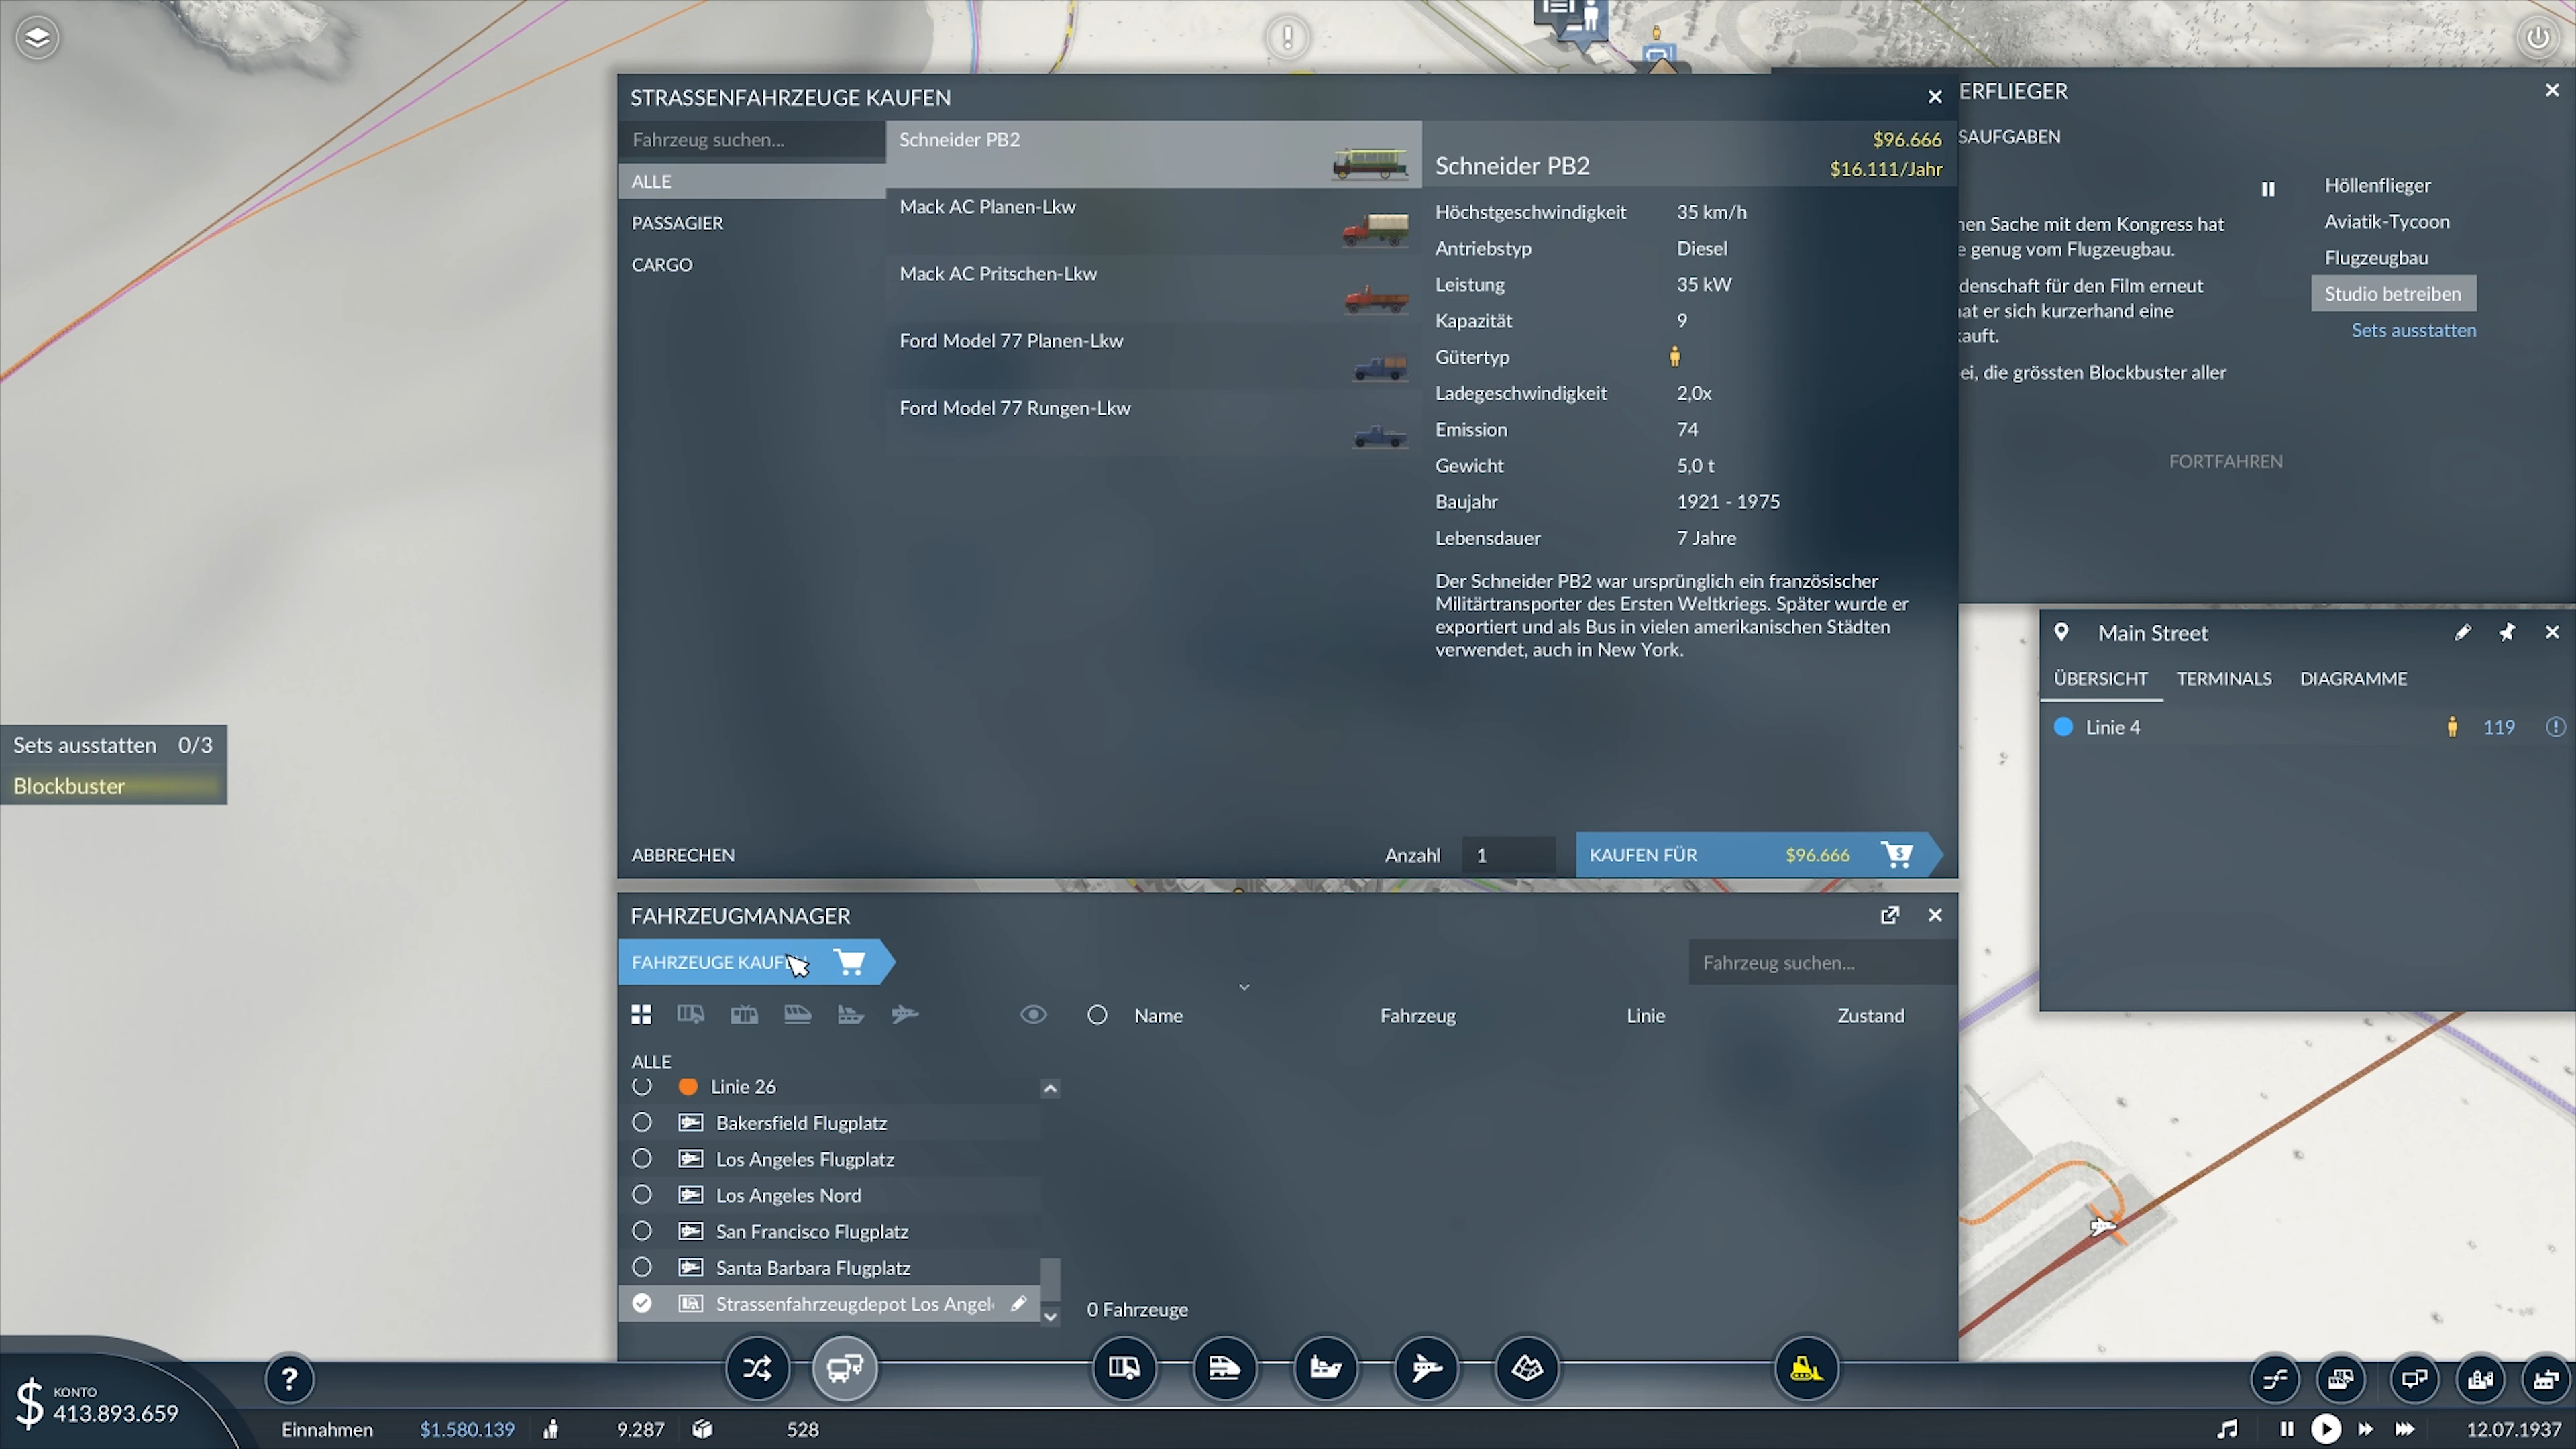 STRASSENFAHRZEUGE KAUFEN
Fahrzeug suchen...
ALLE
PASSAGIER
CARGO
Schneider PB2
Mack AC Planen-Lkw
Mack AC Pritschen-Lkw
Ford Model 77 Planen-Lkw
Ford Model 77 Rungen-Lkw
$96.666
Schneider PB2
$16.111/Jahr
Höchstgeschwindigkeit 35 km/h
Antriebstyp Diesel
Leistung 35 kW
Kapazität 9
Gütertyp
Ladegeschwindigkeit 2,0x
Emission 74
Gewicht 5,0 t
Baujahr 1921 - 1975
Lebensdauer 7 Jahre
Der Schneider PB2 war ursprünglich ein französischer
Militärtransporter des Ersten Weltkriegs. Später wurde er
exportiert und als Bus in vielen amerikanischen Städten
verwendet, auch in New York.
ABBRECHEN
Anzahl 1
KAUFEN FÜR $96.666
ERFLIEGER
SAUFGABEN
Höllenflieger
Aviatik-Tycoon
Flugzeugbau
Studio betreiben
Sets ausstatten
Sache mit dem Kongress hat
genug vom Flugzeugbau.
für den Film erneut
er sich kurzerhand eine
die grössten Blockbuster aller
FORTFAHREN
Main Street
ÜBERSICHT TERMINALS DIAGRAMME
Linie 4 119
Sets ausstatten 0/3
Blockbuster
FAHRZEUGMANAGER
FAHRZEUGE KAUF
Fahrzeug suchen...
Name Fahrzeug Linie Zustand
ALLE
Linie 26
Bakersfield Flugplatz
Los Angeles Flugplatz
Los Angeles Nord
San Francisco Flugplatz
Santa Barbara Flugplatz
Strassenfahrzeugdepot Los Angel
0 Fahrzeuge
?
$ KONTO
413.893.659
Einnahmen $1.580.139 9.287 528
12.07.1937